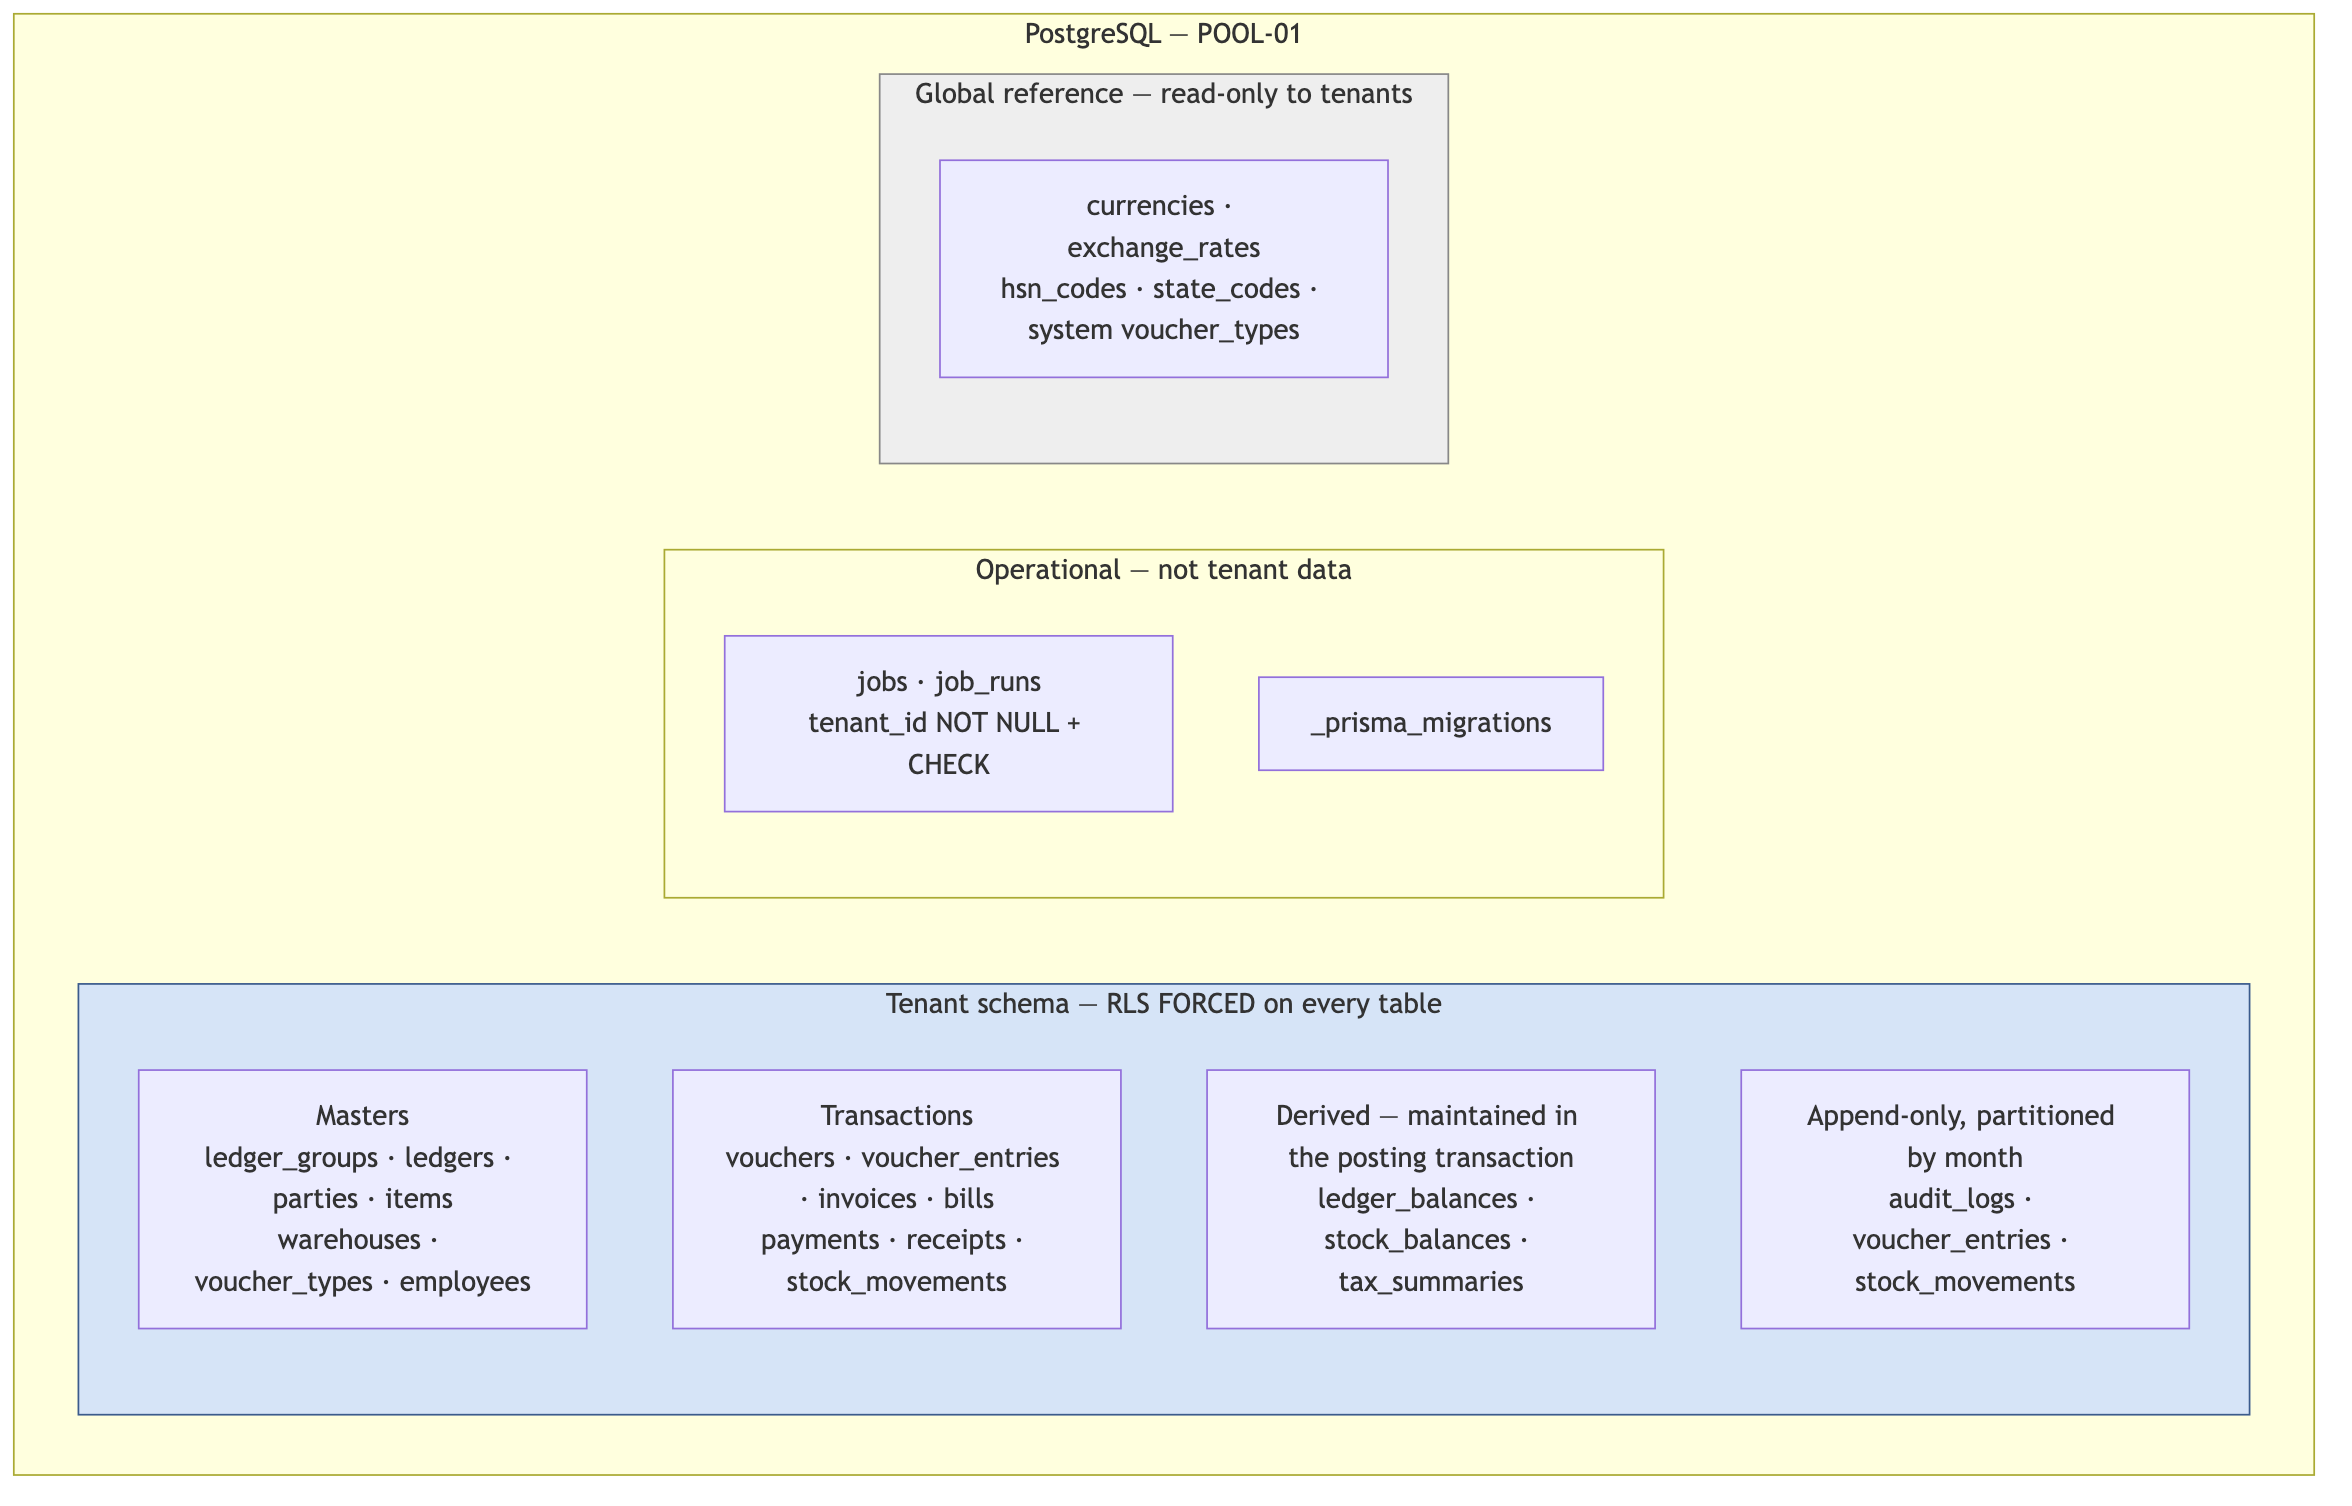 PostgreSQL — POOL-01
Global reference — read-only to tenants
currencies ·
exchange_rates
hsn_codes · state_codes ·
system voucher_types
Operational — not tenant data
jobs · job_runs
tenant_id NOT NULL +
CHECK
_prisma_migrations
Tenant schema — RLS FORCED on every table
Masters
ledger_groups · ledgers ·
parties · items
warehouses ·
voucher_types · employees
Transactions
vouchers · voucher_entries
· invoices · bills
payments · receipts ·
stock_movements
Derived — maintained in
the posting transaction
ledger_balances ·
stock_balances ·
tax_summaries
Append-only, partitioned
by month
audit_logs ·
voucher_entries ·
stock_movements